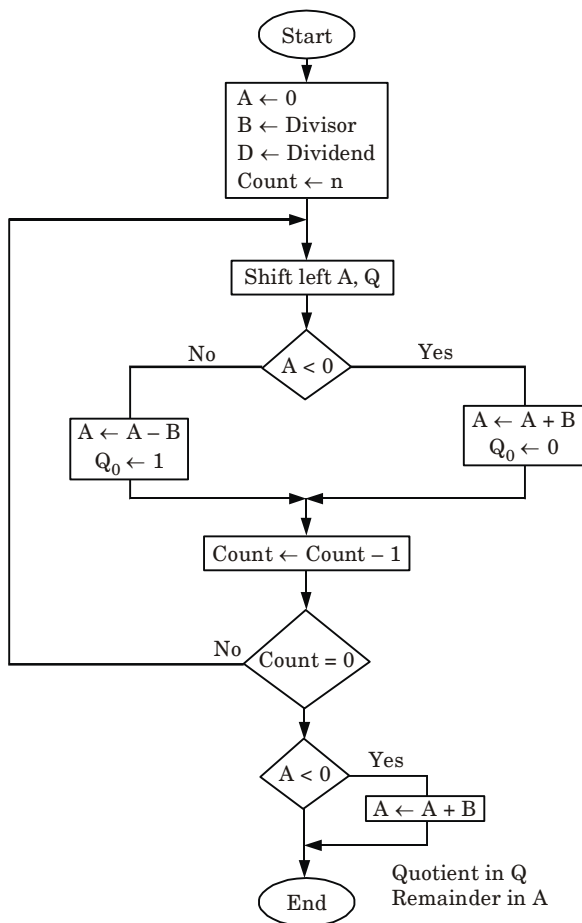 Start
A ← 0
B ← Divisor
D ← Dividend
Count ← n
Shift left A, Q
A < 0
No
Yes
A ← A – B
Q₀ ← 1
A ← A + B
Q₀ ← 0
Count ← Count – 1
Count = 0
No
A < 0
Yes
A ← A + B
End
Quotient in Q
Remainder in A